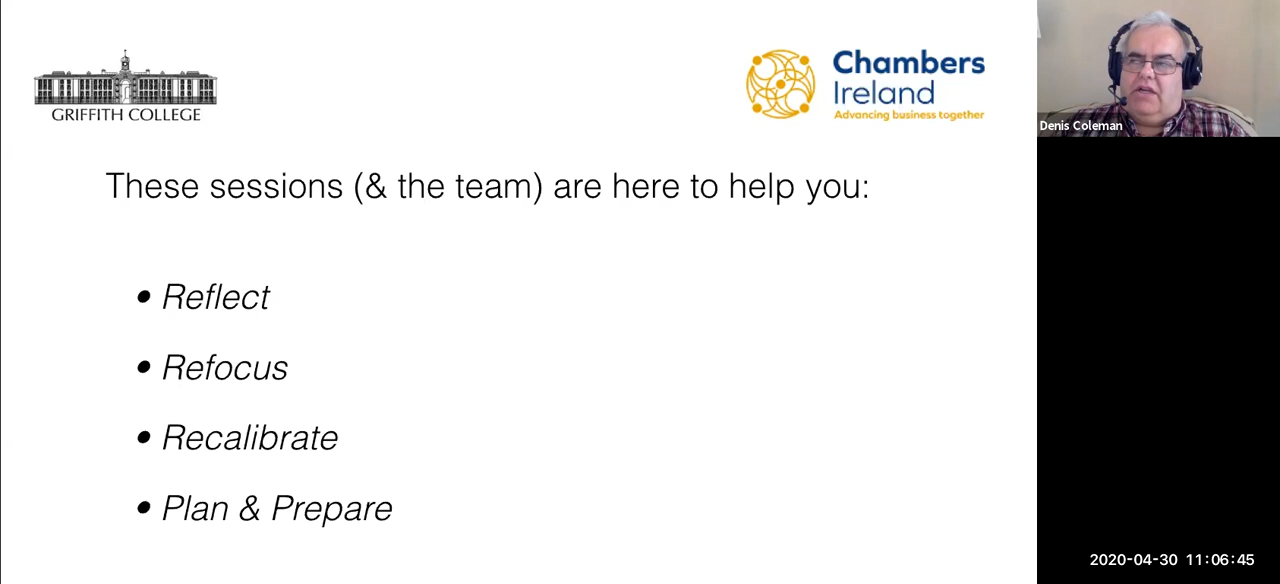 GRIFFITH COLLEGE
Chambers
Ireland
Advancing business together
Denis Coleman
These sessions (& the team) are here to help you:
• Reflect
• Refocus
• Recalibrate
• Plan & Prepare
2020-04-30 11:06:45